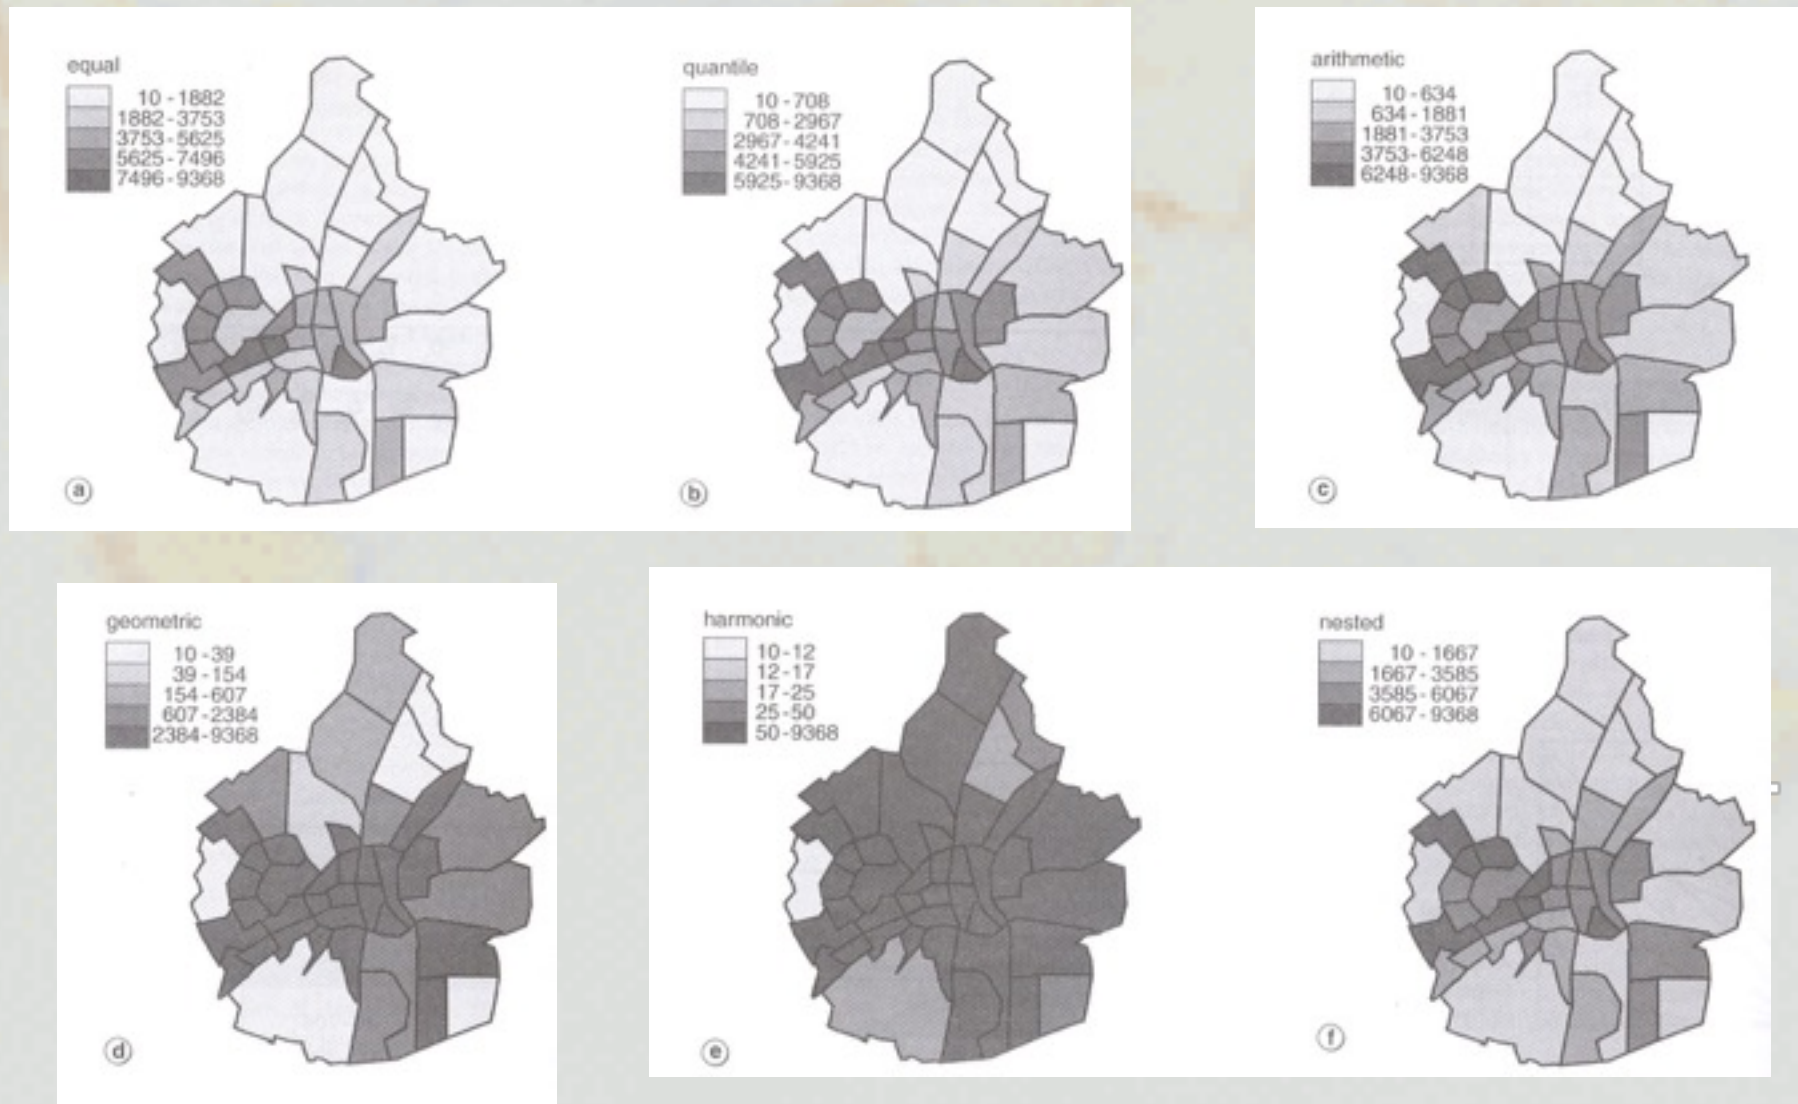 equal
10 - 1882
1882 - 3753
3753 - 5625
5625 - 7496
7496 - 9368
a
quantile
10 - 708
708 - 2967
2967 - 4241
4241 - 5925
5925 - 9368
b
arithmetic
10 - 634
634 - 1881
1881 - 3753
3753 - 6248
6248 - 9368
c
geometric
10 - 39
39 - 154
154 - 607
607 - 2384
2384 - 9368
d
harmonic
10 - 12
12 - 17
17 - 25
25 - 50
50 - 9368
e
nested
10 - 1667
1667 - 3585
3585 - 6067
6067 - 9368
f